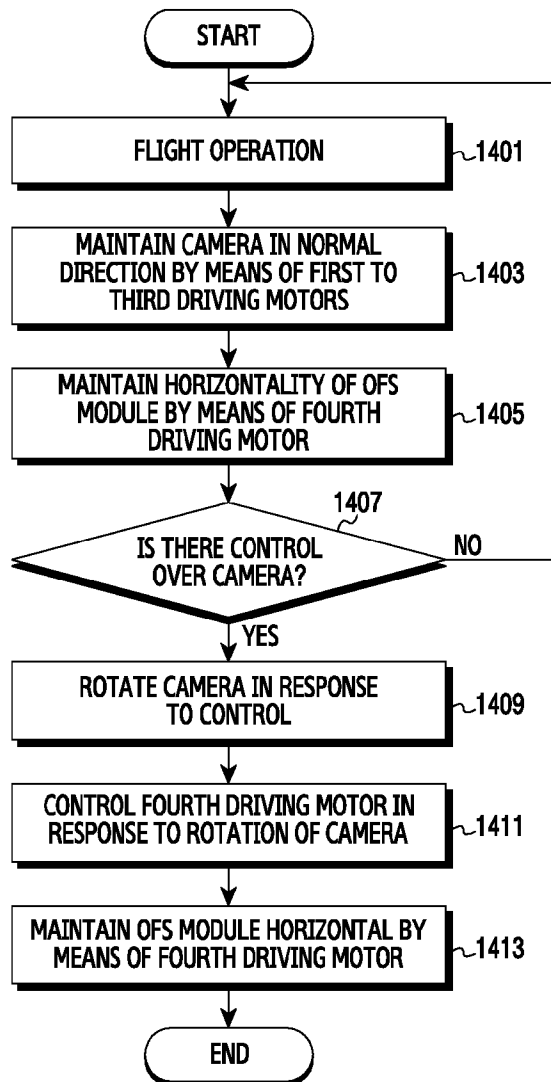 START
FLIGHT OPERATION
1401
MAINTAIN CAMERA IN NORMAL
DIRECTION BY MEANS OF FIRST TO
THIRD DRIVING MOTORS
1403
MAINTAIN HORIZONTALITY OF OFS
MODULE BY MEANS OF FOURTH
DRIVING MOTOR
1405
1407
IS THERE CONTROL
OVER CAMERA?
NO
YES
ROTATE CAMERA IN RESPONSE
TO CONTROL
1409
CONTROL FOURTH DRIVING MOTOR IN
RESPONSE TO ROTATION OF CAMERA
1411
MAINTAIN OFS MODULE HORIZONTAL BY
MEANS OF FOURTH DRIVING MOTOR
1413
END